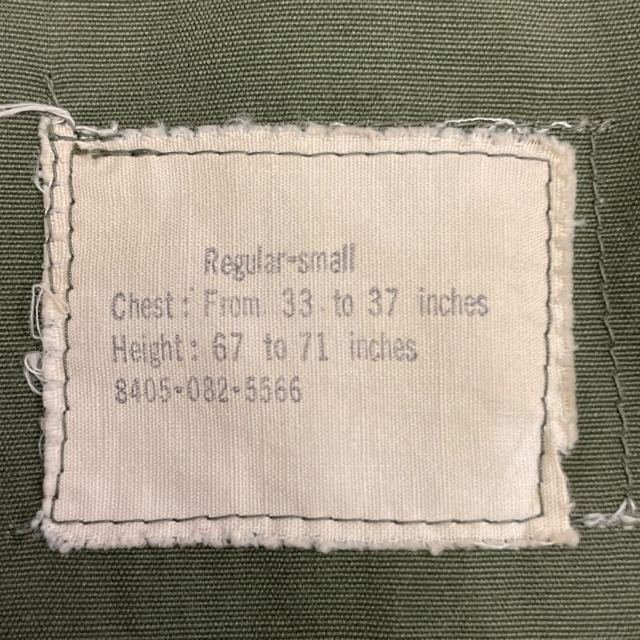 Regular-small
Chest: From 33 to 37 inches
Height: 67 to 71 inches
8405-082-5566